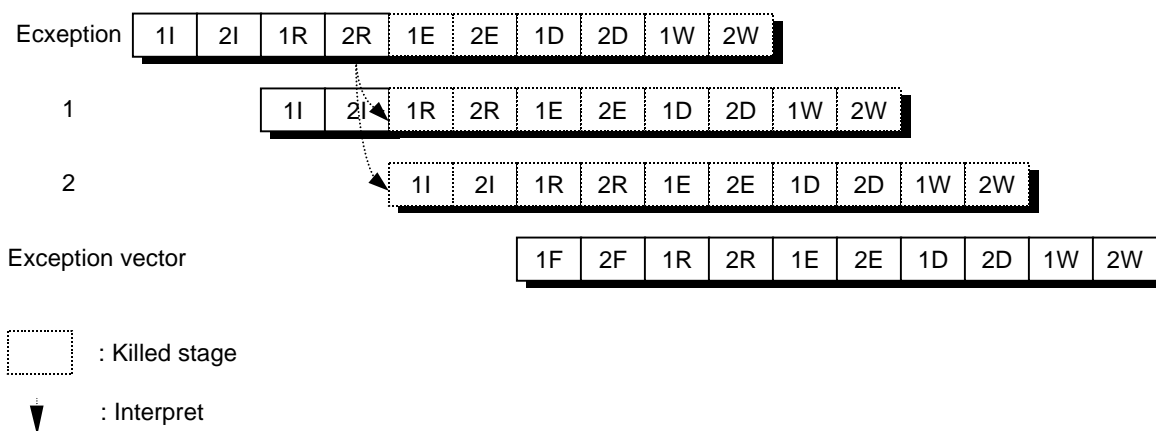 Ecxeption 1I 2I 1R 2R 1E 2E 1D 2D 1W 2W
1 1I 2I 1R 2R 1E 2E 1D 2D 1W 2W
2 1I 2I 1R 2R 1E 2E 1D 2D 1W 2W
Exception vector 1F 2F 1R 2R 1E 2E 1D 2D 1W 2W
: Killed stage
: Interpret